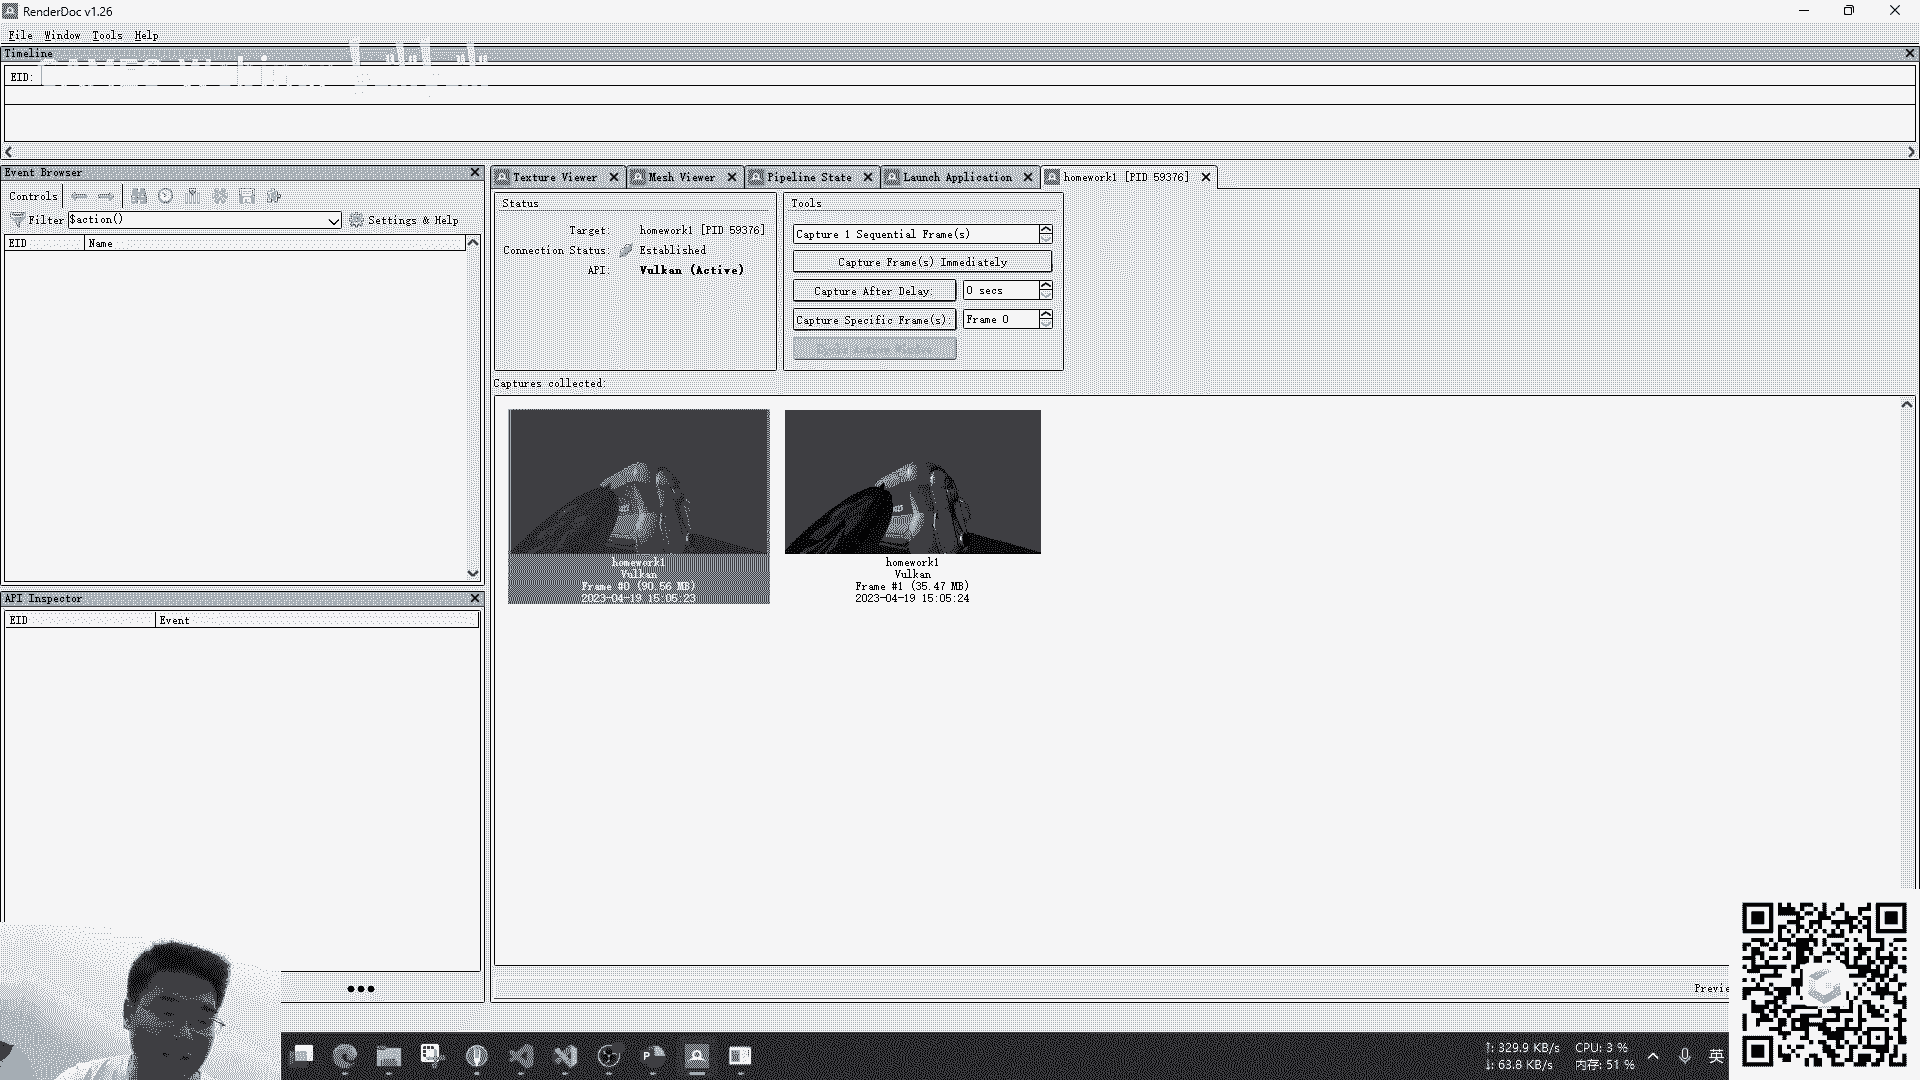 RenderDoc v1.26
File Window Tools Help
Timeline
EID:
GAMES Webinar
bilibili
Event Browser
Controls
Filter $action() Settings & Help
EID Name
API Inspector
EID Event
Texture Viewer Mesh Viewer Pipeline State Launch Application homework1 [PID 59376]
Status
Target: homework1 [PID 59376]
Connection Status: Established
API: Vulkan (Active)
Tools
Capture 1 Sequential Frame(s)
Capture Frame(s) Immediately
Capture After Delay: 0 secs
Capture Specific Frame(s): Frame 0
Captures collected:
homework1
Vulkan
Frame #0 (90.56 MB)
2023-04-19 15:05:23
homework1
Vulkan
Frame #1 (35.47 MB)
2023-04-19 15:05:24
Previe
↑: 329.9 KB/s CPU: 3 %
↓: 63.8 KB/s 内存: 51 %
英